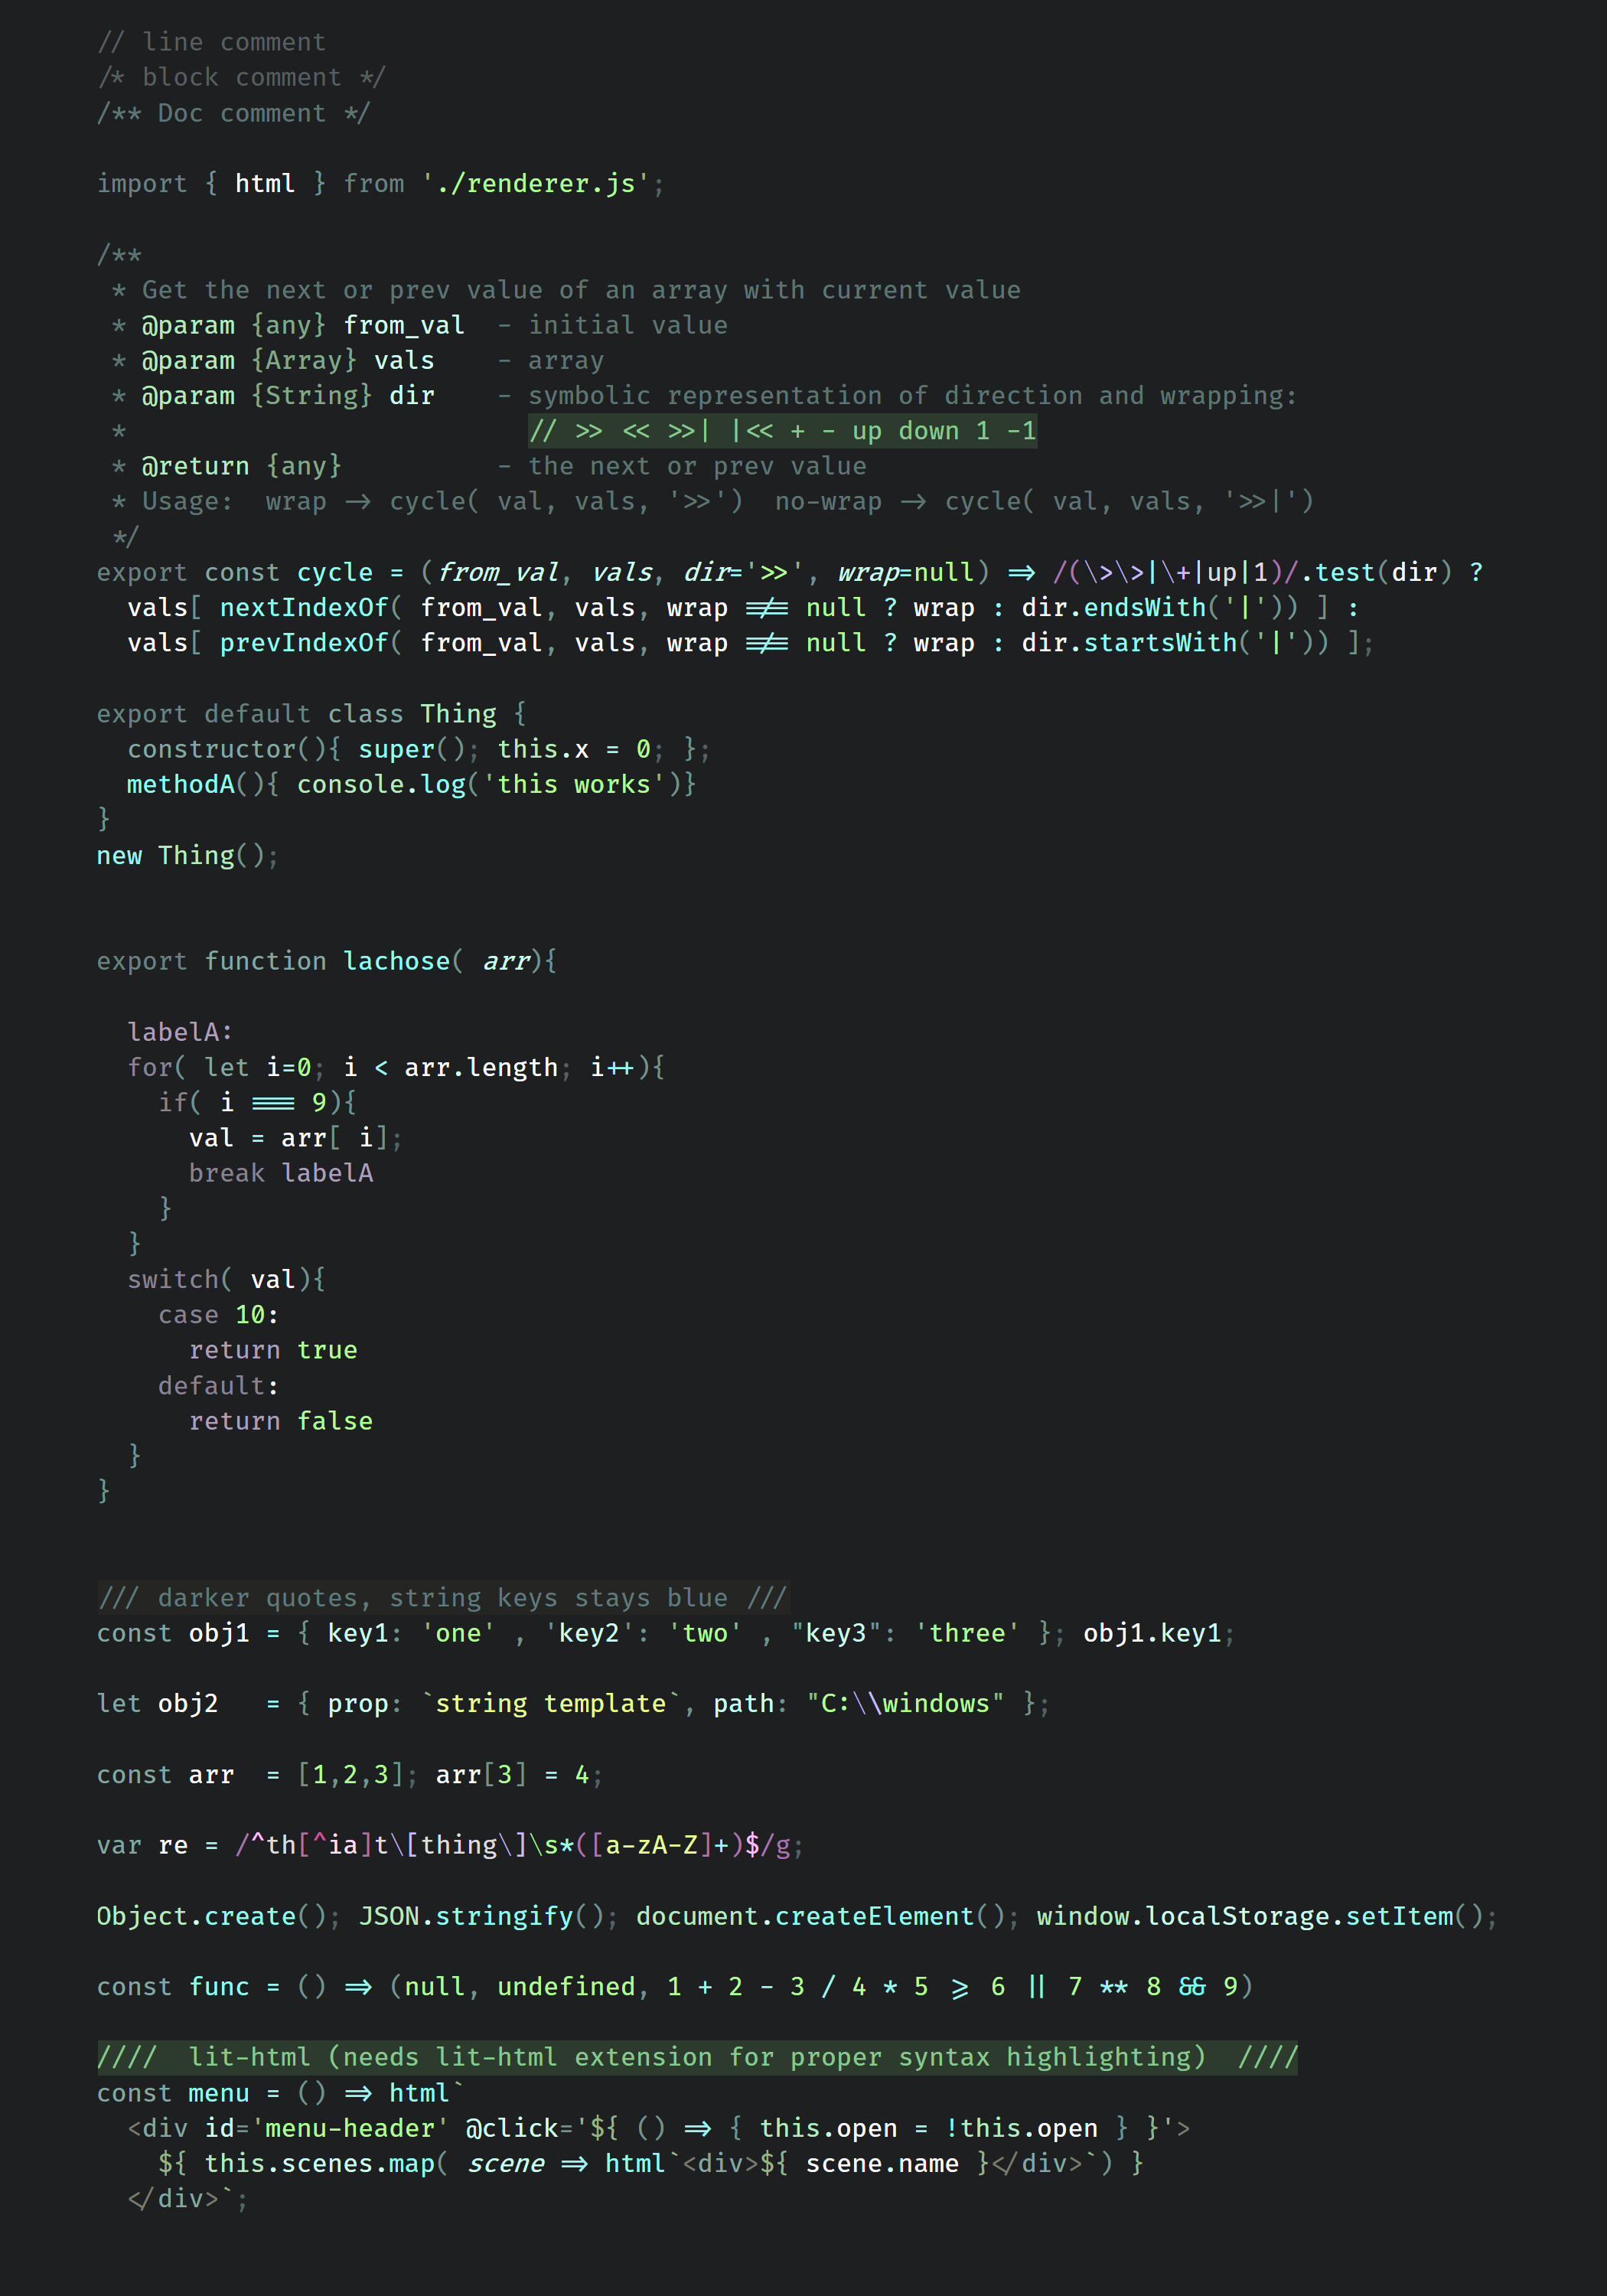 // line comment
/* block comment */
/** Doc comment */

import { html } from './renderer.js';

/**
 * Get the next or prev value of an array with current value
 * @param {any} from_val  - initial value
 * @param {Array} vals    - array
 * @param {String} dir    - symbolic representation of direction and wrapping:
 *                          // >> << >>| |<< + - up down 1 -1
 * @return {any}          - the next or prev value
 * Usage:  wrap -> cycle( val, vals, '>>')  no-wrap -> cycle( val, vals, '>>|')
 */
export const cycle = (from_val, vals, dir='>>', wrap=null) => /(\>\>|\+|up|1)/.test(dir) ?
  vals[ nextIndexOf( from_val, vals, wrap !== null ? wrap : dir.endsWith('|')) ] :
  vals[ prevIndexOf( from_val, vals, wrap !== null ? wrap : dir.startsWith('|')) ];

export default class Thing {
  constructor(){ super(); this.x = 0; };
  methodA(){ console.log('this works')}
}
new Thing();


export function lachose( arr){

  labelA:
  for( let i=0; i < arr.length; i++){
    if( i === 9){
      val = arr[ i];
      break labelA
    }
  }
  switch( val){
    case 10:
      return true
    default:
      return false
  }
}


/// darker quotes, string keys stays blue ///
const obj1 = { key1: 'one' , 'key2': 'two' , "key3": 'three' }; obj1.key1;

let obj2   = { prop: `string template`, path: "C:\\windows" };

const arr  = [1,2,3]; arr[3] = 4;

var re = /^th[^ia]t\[thing\]\s*([a-zA-Z]+)$/g;

Object.create(); JSON.stringify(); document.createElement(); window.localStorage.setItem();

const func = () => (null, undefined, 1 + 2 - 3 / 4 * 5 >= 6 || 7 ** 8 && 9)

////  lit-html (needs lit-html extension for proper syntax highlighting)  ////
const menu = () => html`
  <div id='menu-header' @click='${ () => { this.open = !this.open } }'>
    ${ this.scenes.map( scene => html`<div>${ scene.name }</div>`) }
  </div>`;